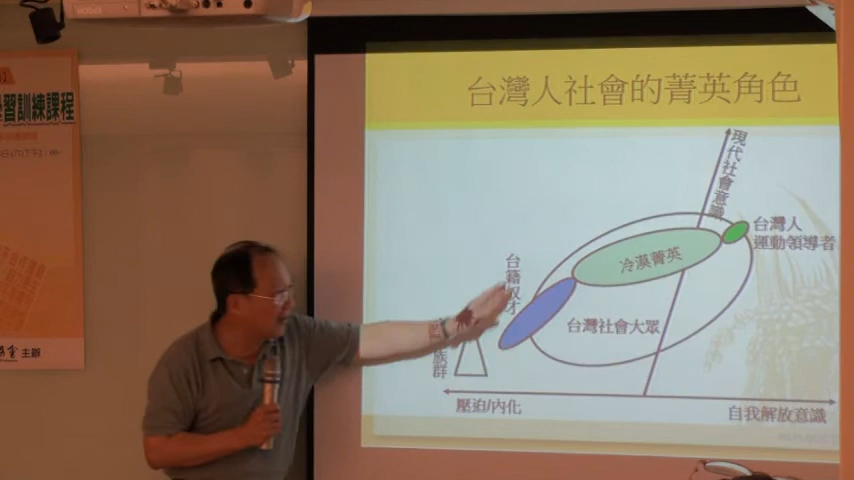 EPSON
習訓練課程
主辦
台灣人社會的菁英角色
現代社會意識
台灣人
運動領導者
冷漠菁英
台籍奴才
台灣社會大眾
族群
壓迫/內化
自我解放意識